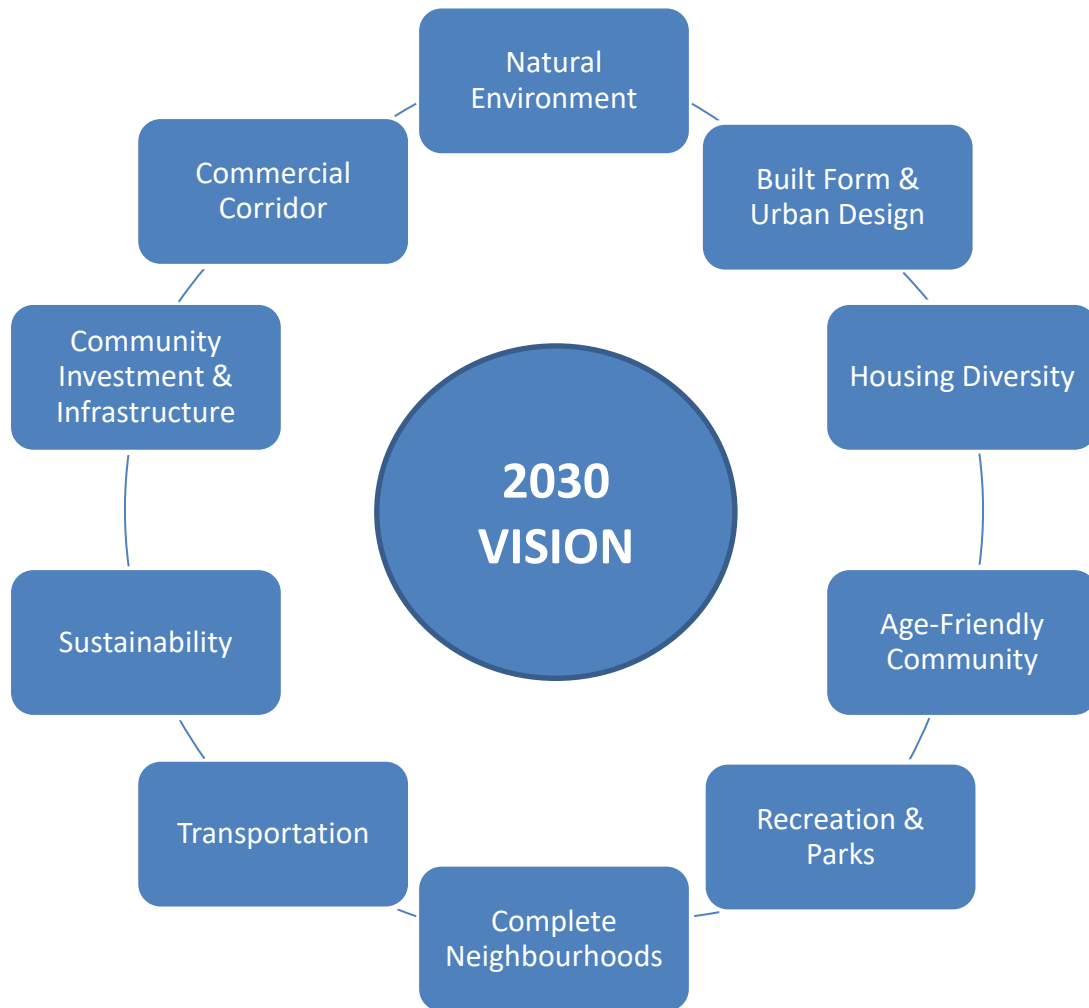 Natural
Environment
Built Form &
Urban Design
Housing Diversity
Age-Friendly
Community
Recreation &
Parks
Complete
Neighbourhoods
Transportation
Sustainability
Community
Investment &
Infrastructure
Commercial
Corridor
2030
VISION